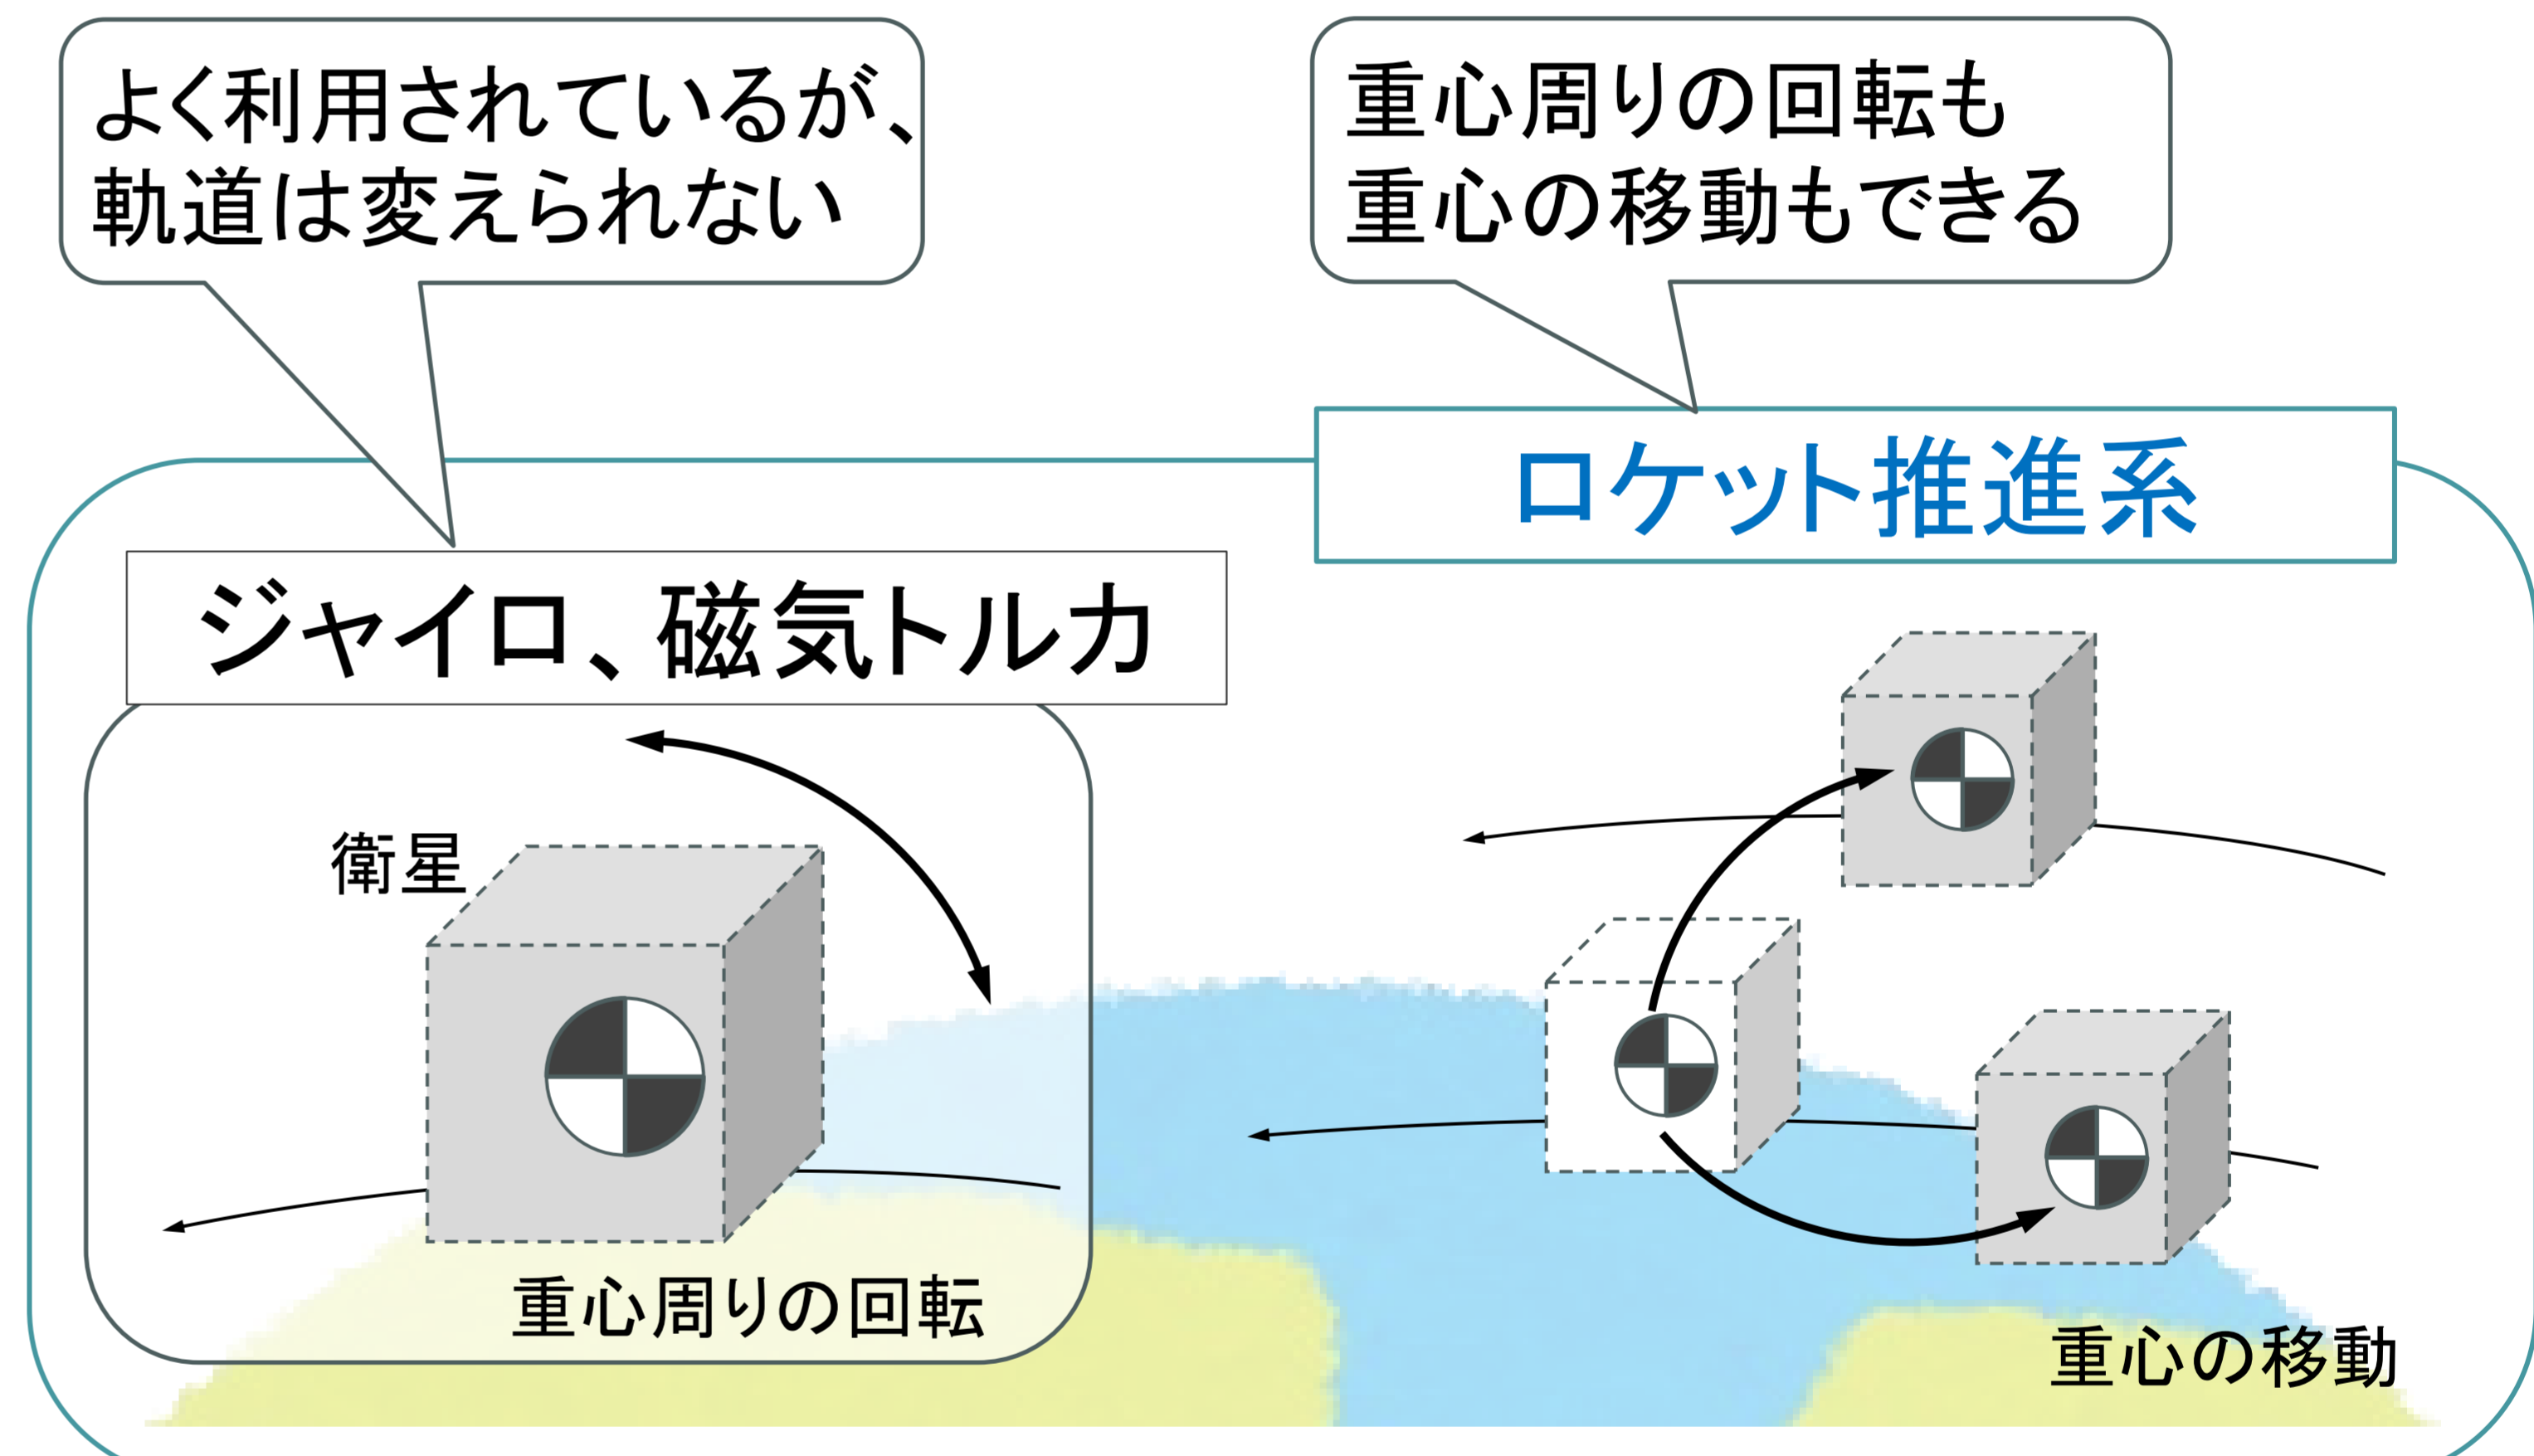 よく利用されているが、
軌道は変えられない
重心周りの回転も
重心の移動もできる
ロケット推進系
ジャイロ、磁気トルカ
衛星
重心周りの回転
重心の移動